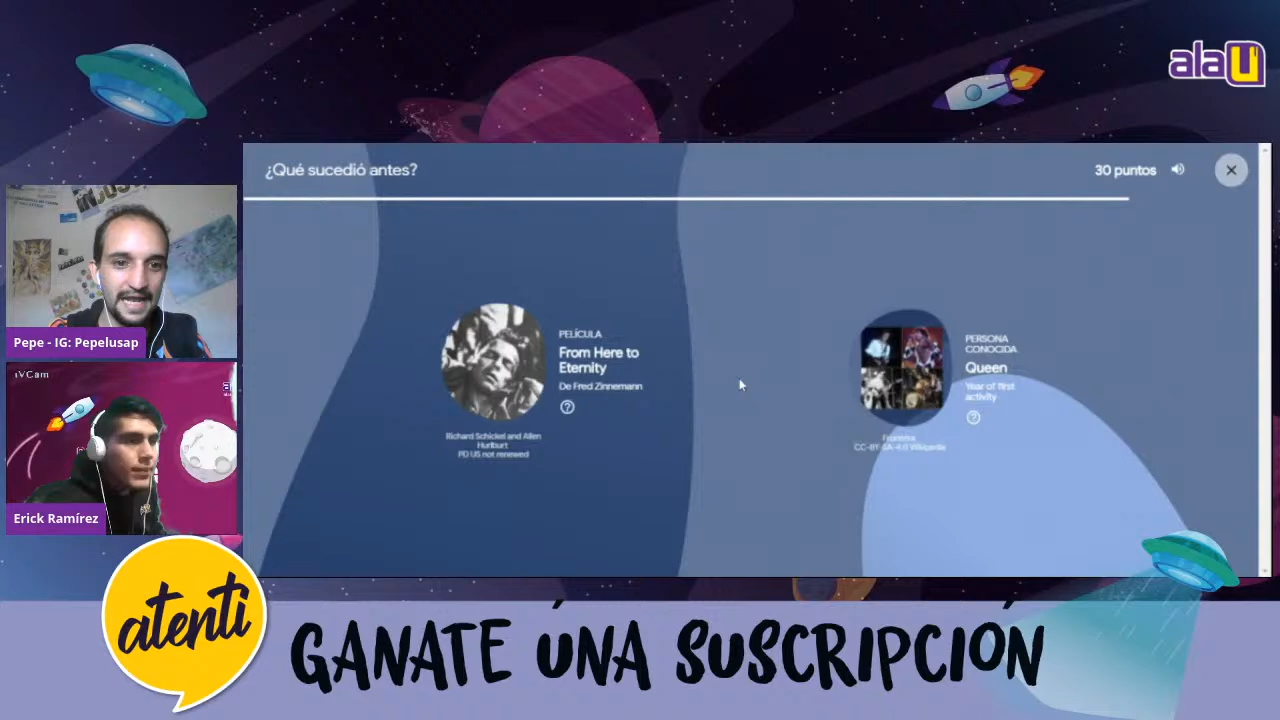 alaU
¿Qué sucedió antes?
30 puntos
PELÍCULA
From Here to
Eternity
De Fred Zinnemann
Richard Schickel and Allen
Hurlburt
PD US not renewed
PERSONA
CONOCIDA
Queen
Year of first
activity
CC-BY-SA-4.0 Wikipedia
Pepe - IG: Pepelusap
iVCam
Erick Ramírez
atenti
GANATE ÚNA SUSCRIPCIÓN